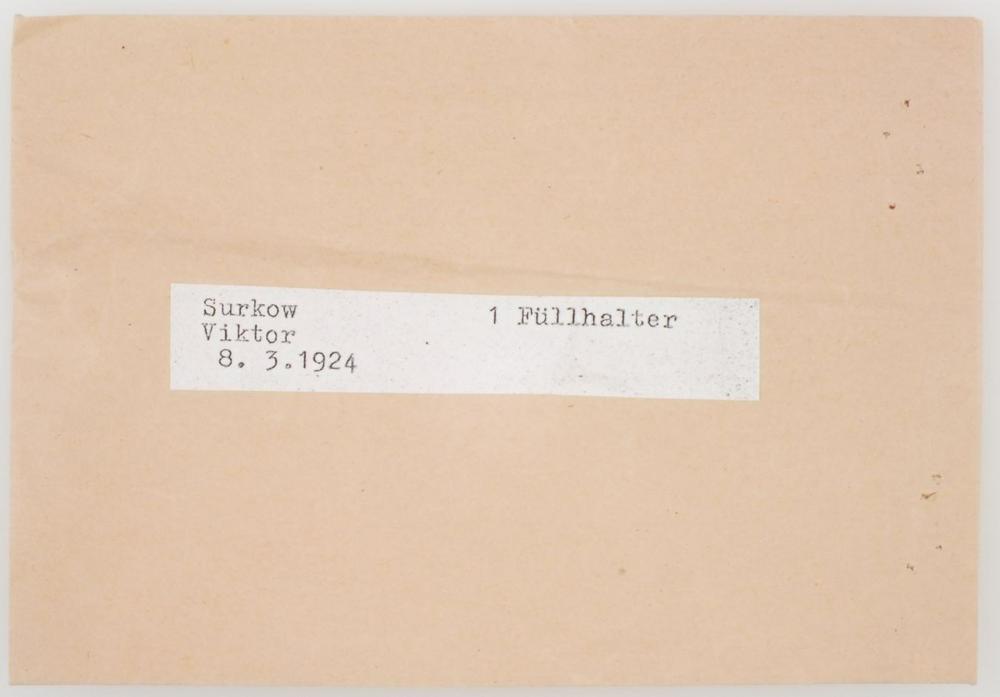 Surkow
Viktor
8. 3.1924
1 Füllhalter